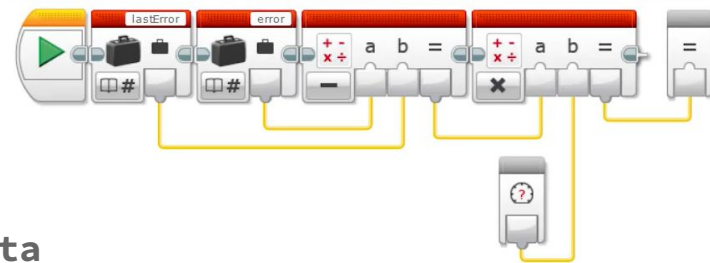 lastError error a b = a b = =
#
#
?
ta